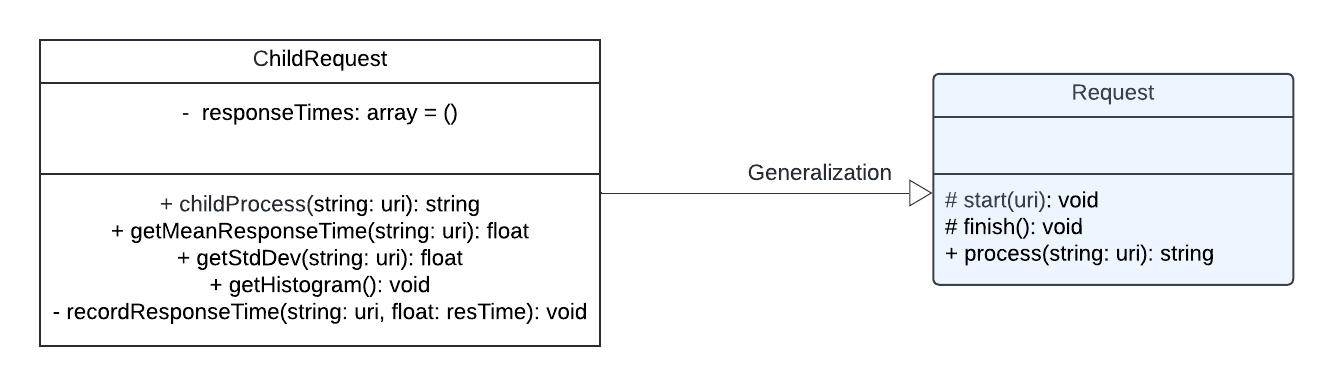 ChildRequest
- responseTimes: array = ()
+ childProcess(string: uri): string
+ getMeanResponseTime(string: uri): float
+ getStdDev(string: uri): float
+ getHistogram(): void
- recordResponseTime(string: uri, float: resTime): void
Generalization
Request
# start(uri): void
# finish(): void
+ process(string: uri): string